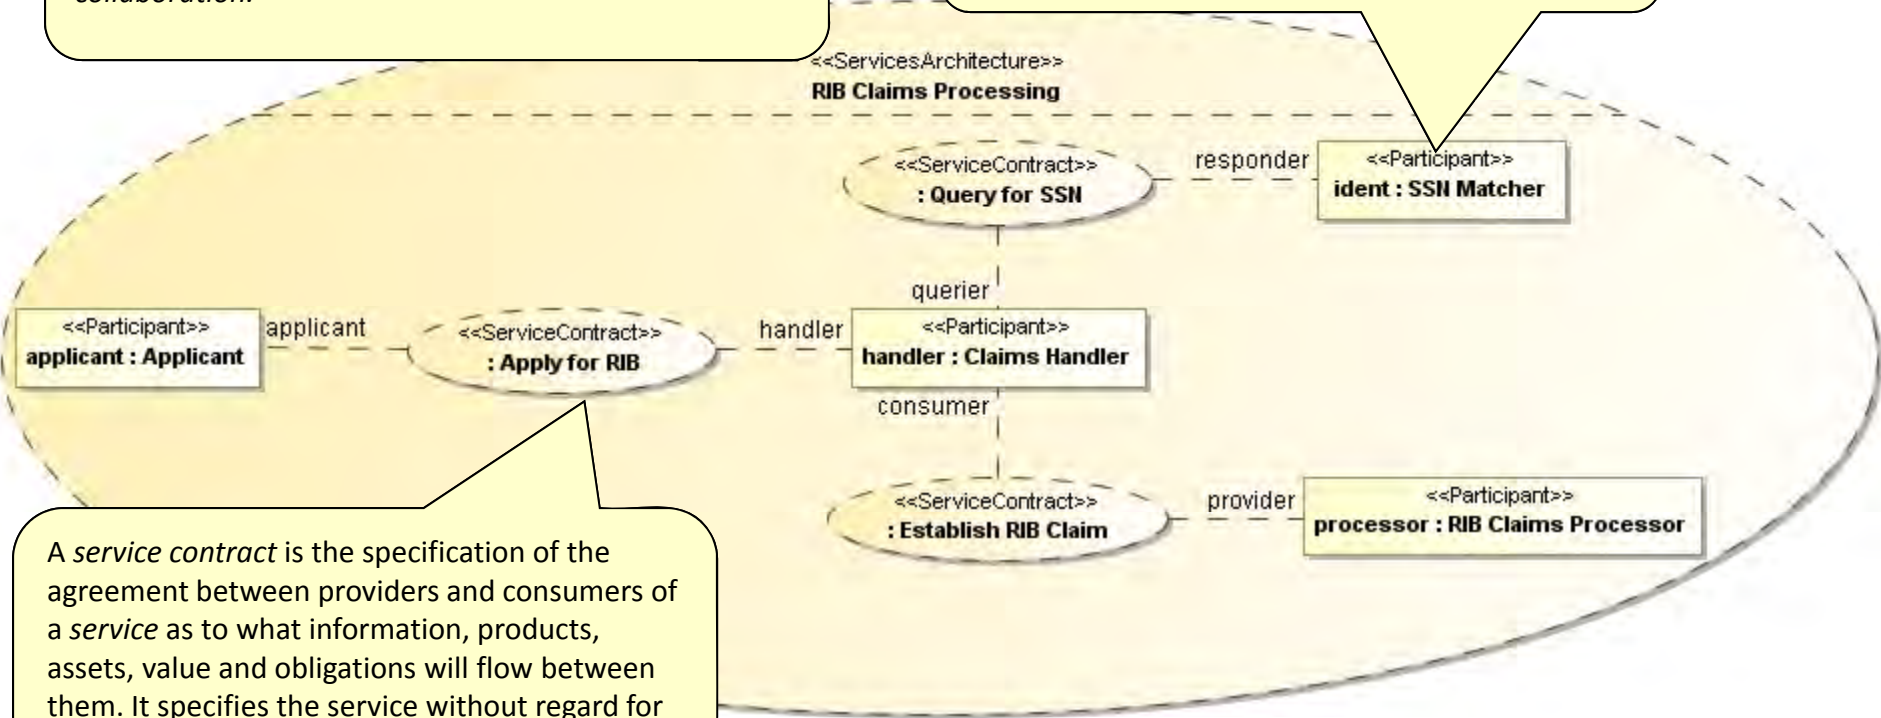 collaboration.
<<ServicesArchitecture>>
RIB Claims Processing
<<ServiceContract>>
: Query for SSN
responder
<<Participant>>
ident : SSN Matcher
querier
<<Participant>>
applicant : Applicant
applicant
<<ServiceContract>>
: Apply for RIB
handler
<<Participant>>
handler : Claims Handler
consumer
<<ServiceContract>>
: Establish RIB Claim
provider
<<Participant>>
processor : RIB Claims Processor
A service contract is the specification of the
agreement between providers and consumers of
a service as to what information, products,
assets, value and obligations will flow between
them. It specifies the service without regard for